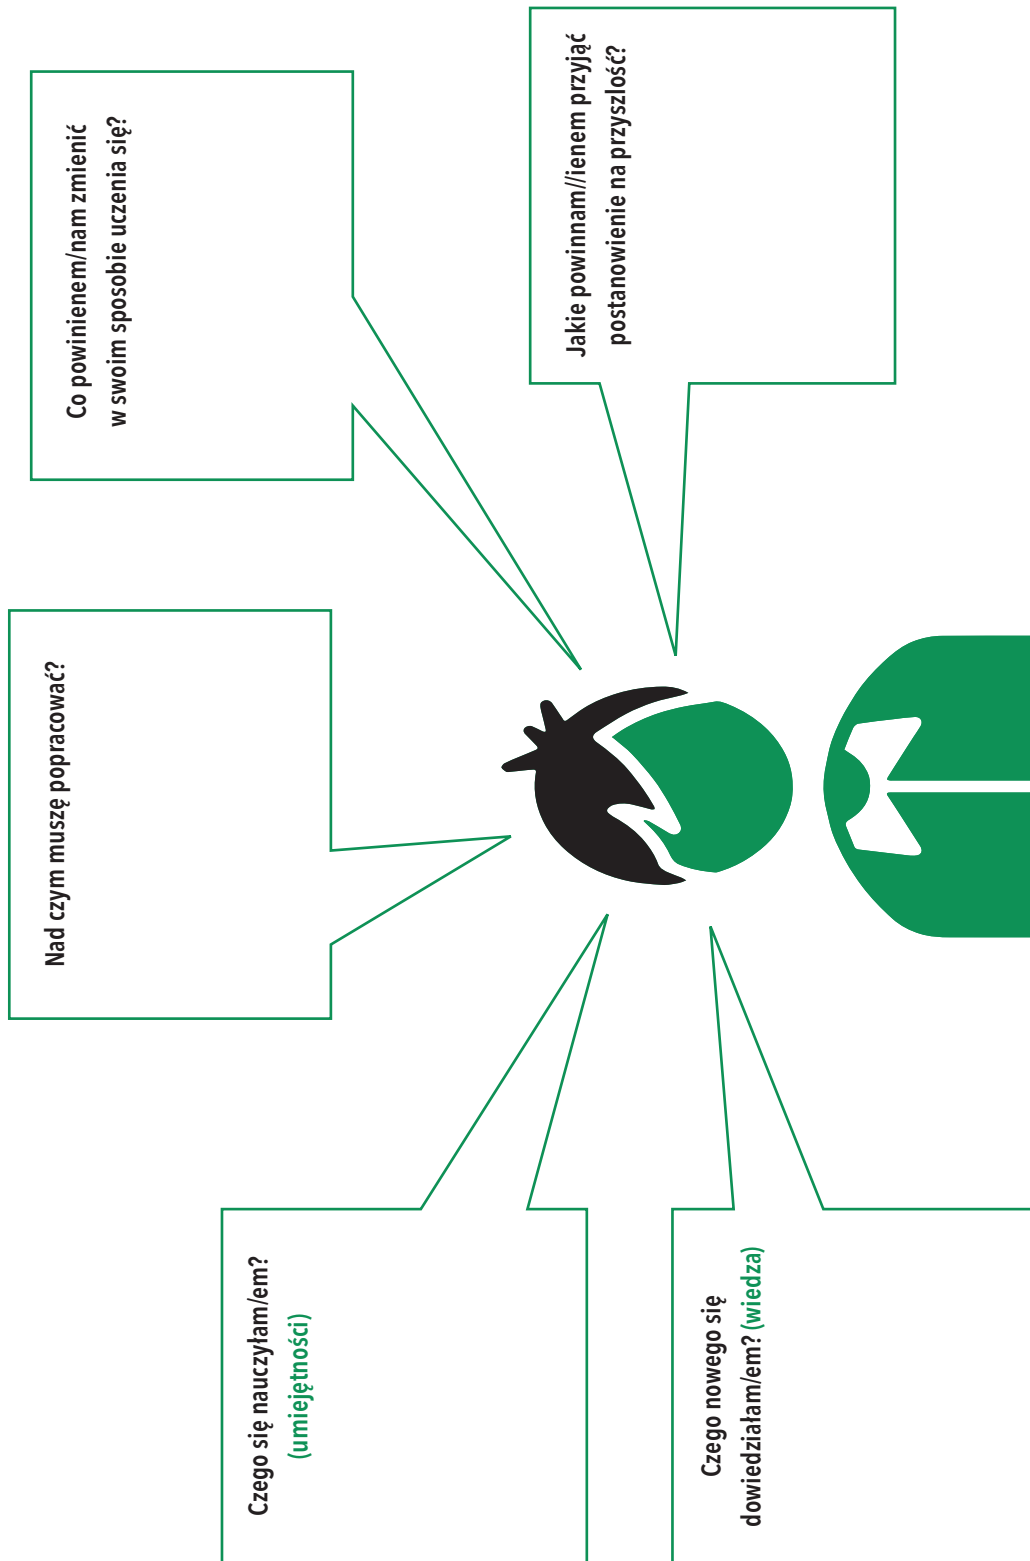 Czego nowego się
dowiedziałam/em? (wiedza)
Czego się nauczyłam/em?
(umiejętności)
Nad czym muszę popracować?
Co powinienem/nam zmienić
w swoim sposobie uczenia się?
Jakie powinnam//ienem przyjąć
postanowienie na przyszlość?